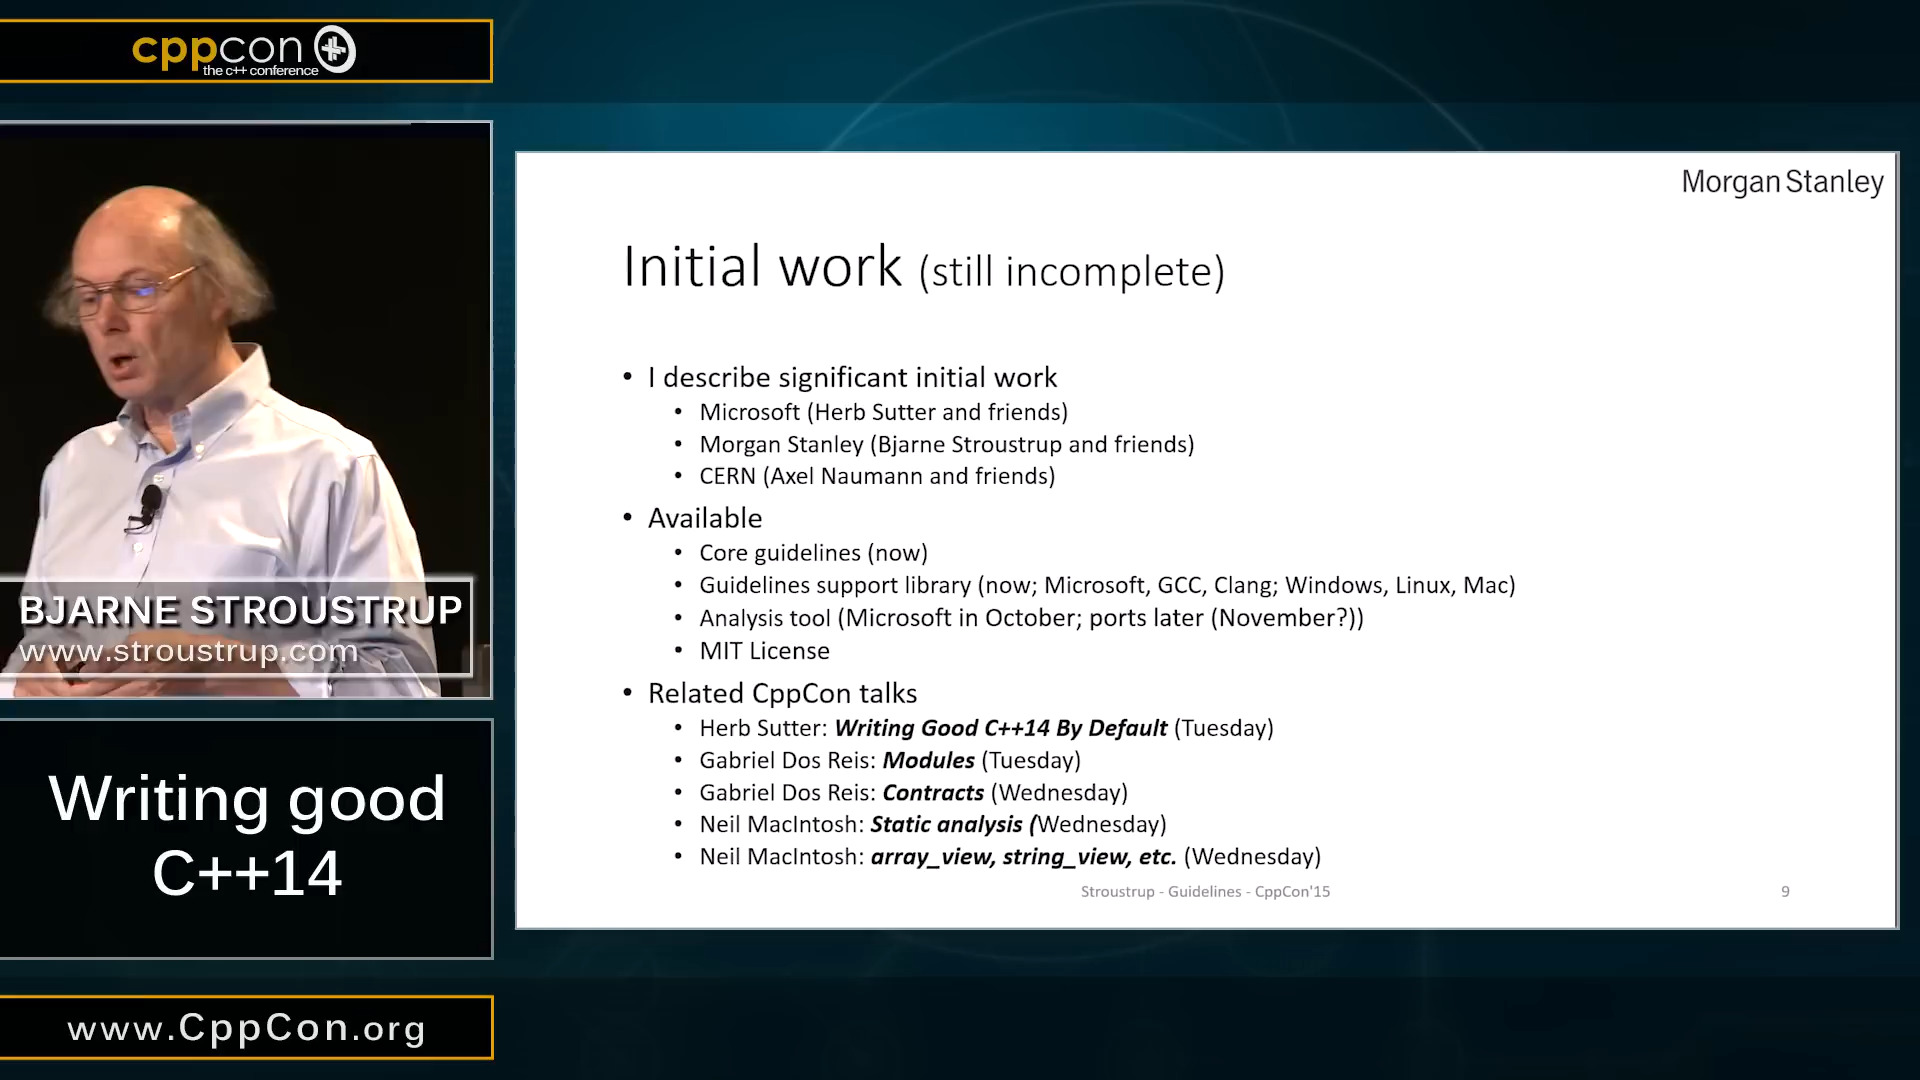 cppcon
the c++ conference
BJARNE STROUSTRUP
www.stroustrup.com
Writing good
C++14
www.CppCon.org
Morgan Stanley
Initial work (still incomplete)
• I describe significant initial work
• Microsoft (Herb Sutter and friends)
• Morgan Stanley (Bjarne Stroustrup and friends)
• CERN (Axel Naumann and friends)
• Available
• Core guidelines (now)
• Guidelines support library (now; Microsoft, GCC, Clang; Windows, Linux, Mac)
• Analysis tool (Microsoft in October; ports later (November?))
• MIT License
• Related CppCon talks
• Herb Sutter: Writing Good C++14 By Default (Tuesday)
• Gabriel Dos Reis: Modules (Tuesday)
• Gabriel Dos Reis: Contracts (Wednesday)
• Neil MacIntosh: Static analysis (Wednesday)
• Neil MacIntosh: array_view, string_view, etc. (Wednesday)
Stroustrup - Guidelines - CppCon'15
9